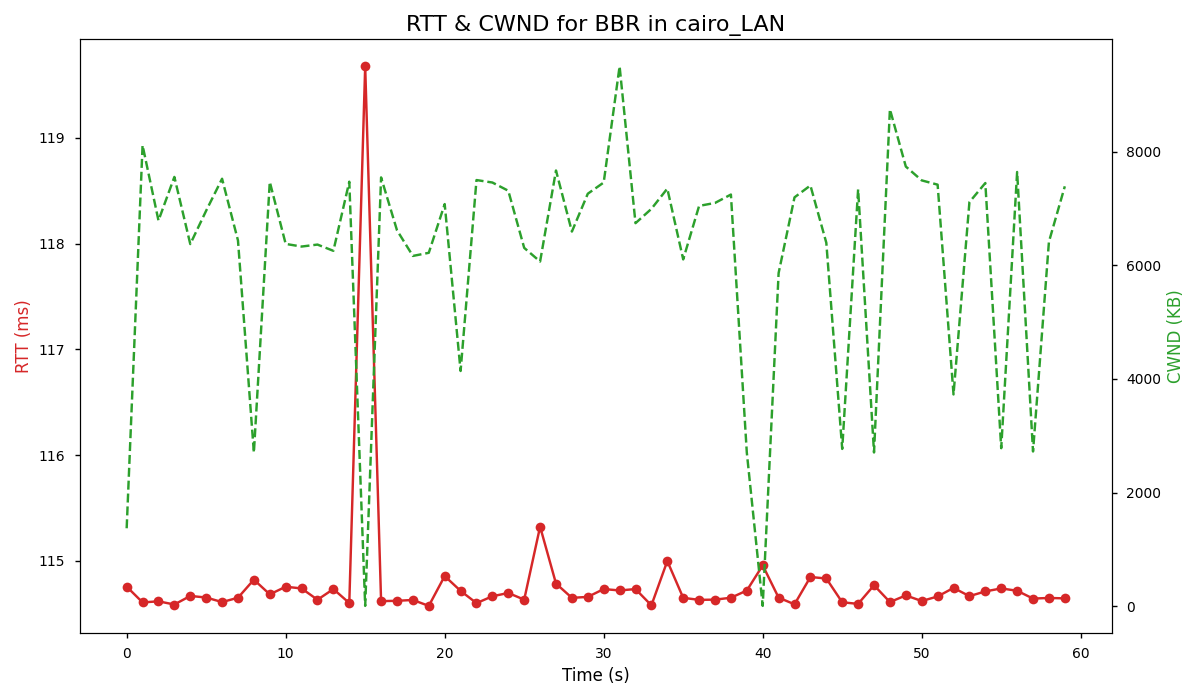 RTT & CWND for BBR in cairo_LAN
119
118
117
116
115
RTT (ms)
8000
6000
4000
2000
0
CWND (KB)
0 10 20 30 40 50 60
Time (s)